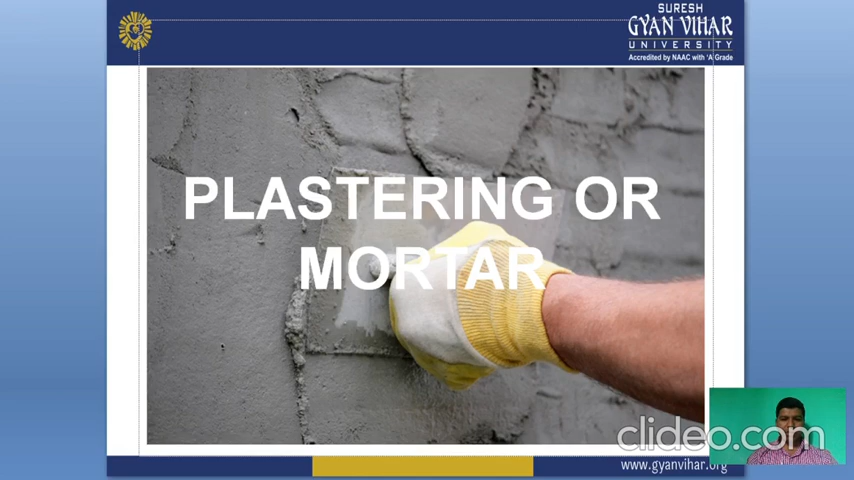 SURESH
GYAN VIHAR
UNIVERSITY
Accredited by NAAC with 'A' Grade
PLASTERING OR
MORTAR
clideo.com
www.gyanvihar.org